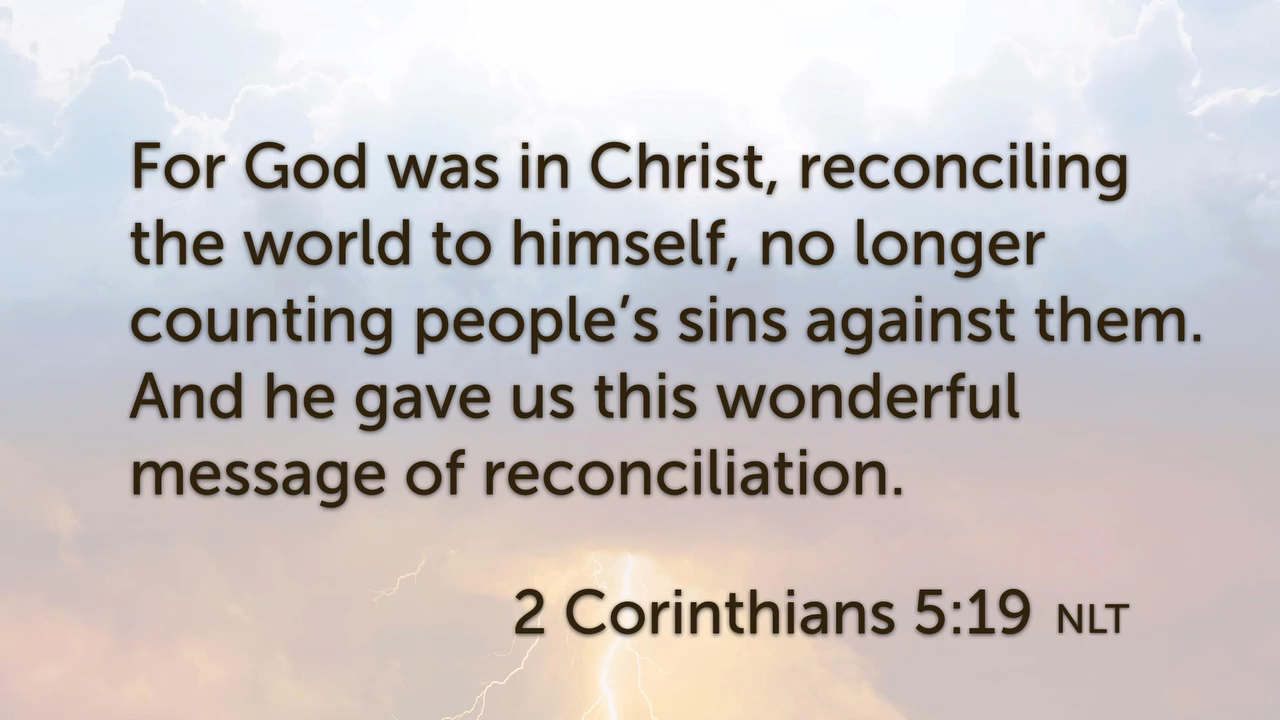 For God was in Christ, reconciling
the world to himself, no longer
counting people’s sins against them.
And he gave us this wonderful
message of reconciliation.
2 Corinthians 5:19 NLT